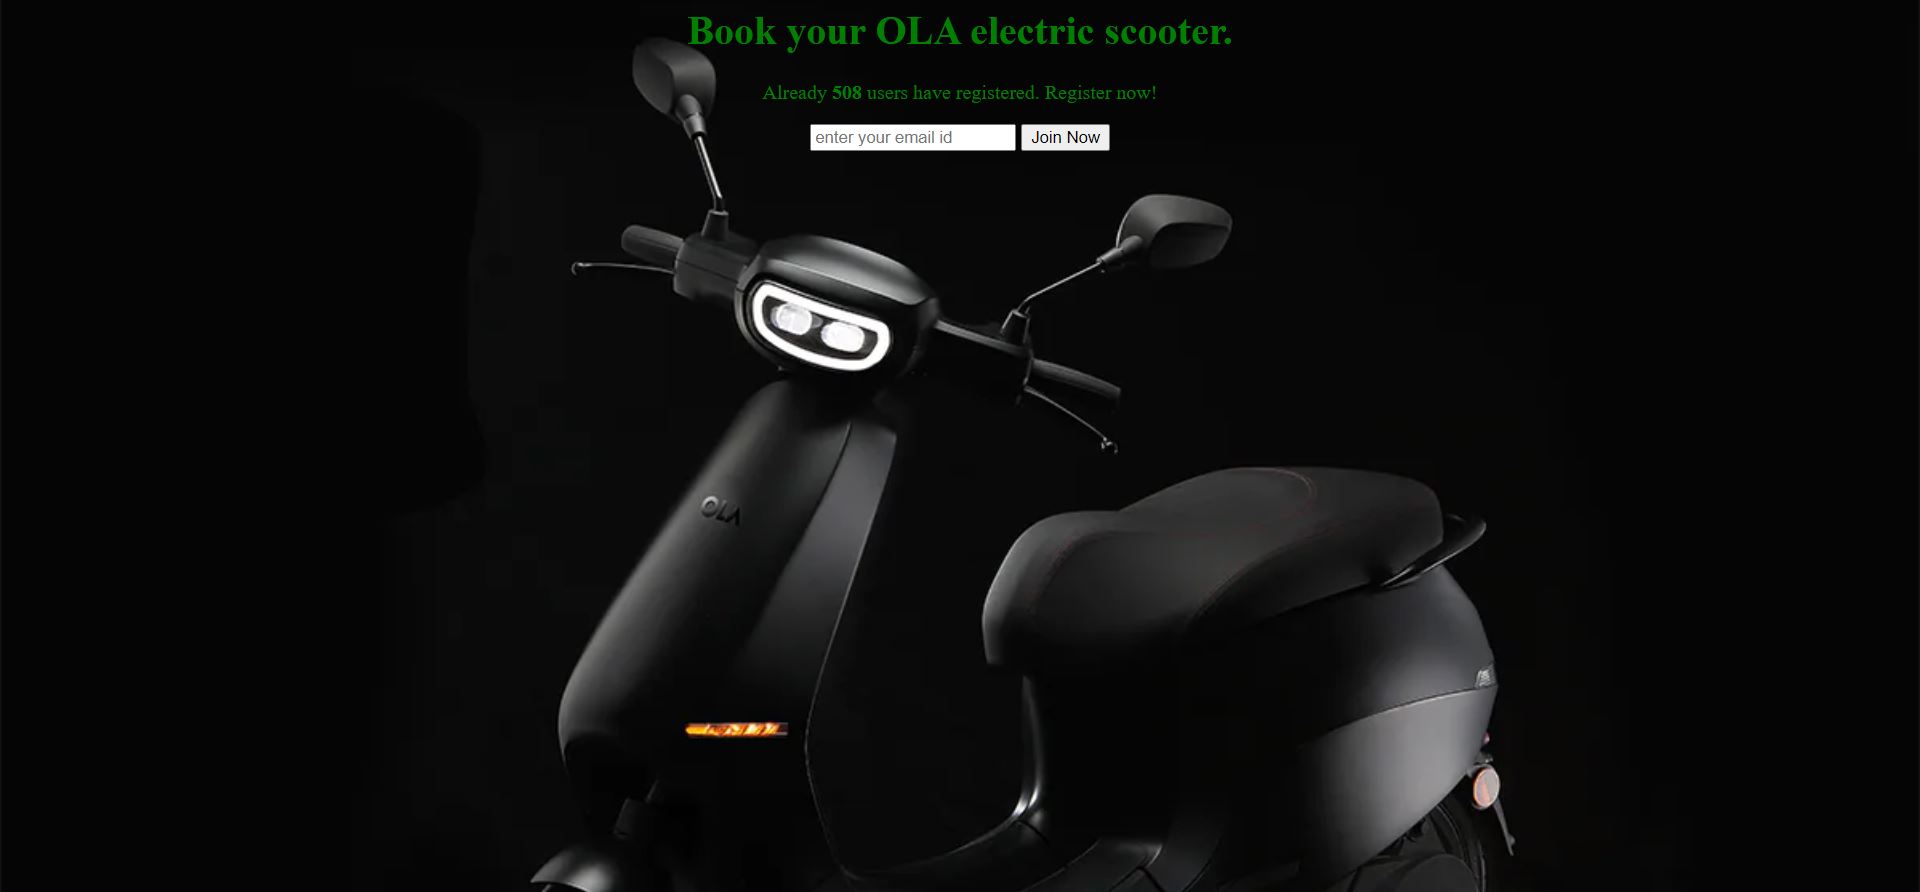 Book your OLA electric scooter.
Already 508 users have registered. Register now!
enter your email id
Join Now
OLA